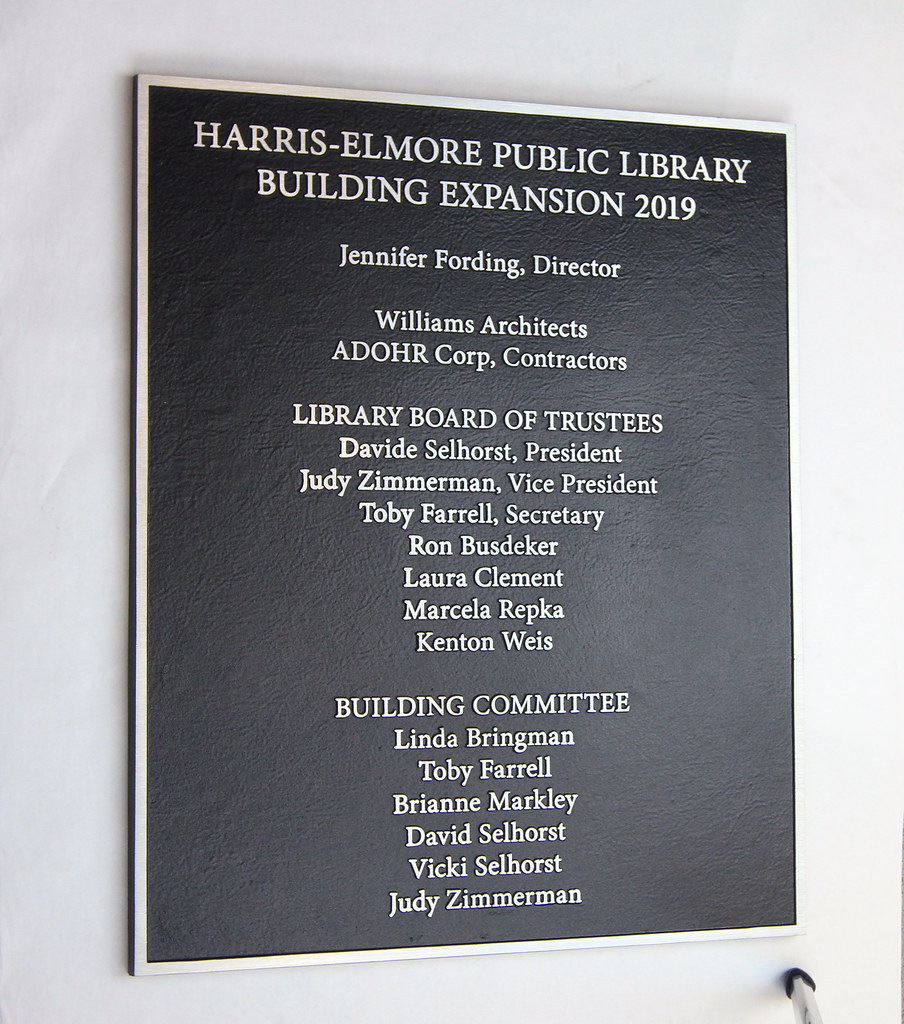 HARRIS-ELMORE PUBLIC LIBRARY
BUILDING EXPANSION 2019
Jennifer Fording, Director
Williams Architects
ADOHR Corp, Contractors
LIBRARY BOARD OF TRUSTEES
Davide Selhorst, President
Judy Zimmerman, Vice President
Toby Farrell, Secretary
Ron Busdeker
Laura Clement
Marcela Repka
Kenton Weis
BUILDING COMMITTEE
Linda Bringman
Toby Farrell
Brianne Markley
David Selhorst
Vicki Selhorst
Judy Zimmerman